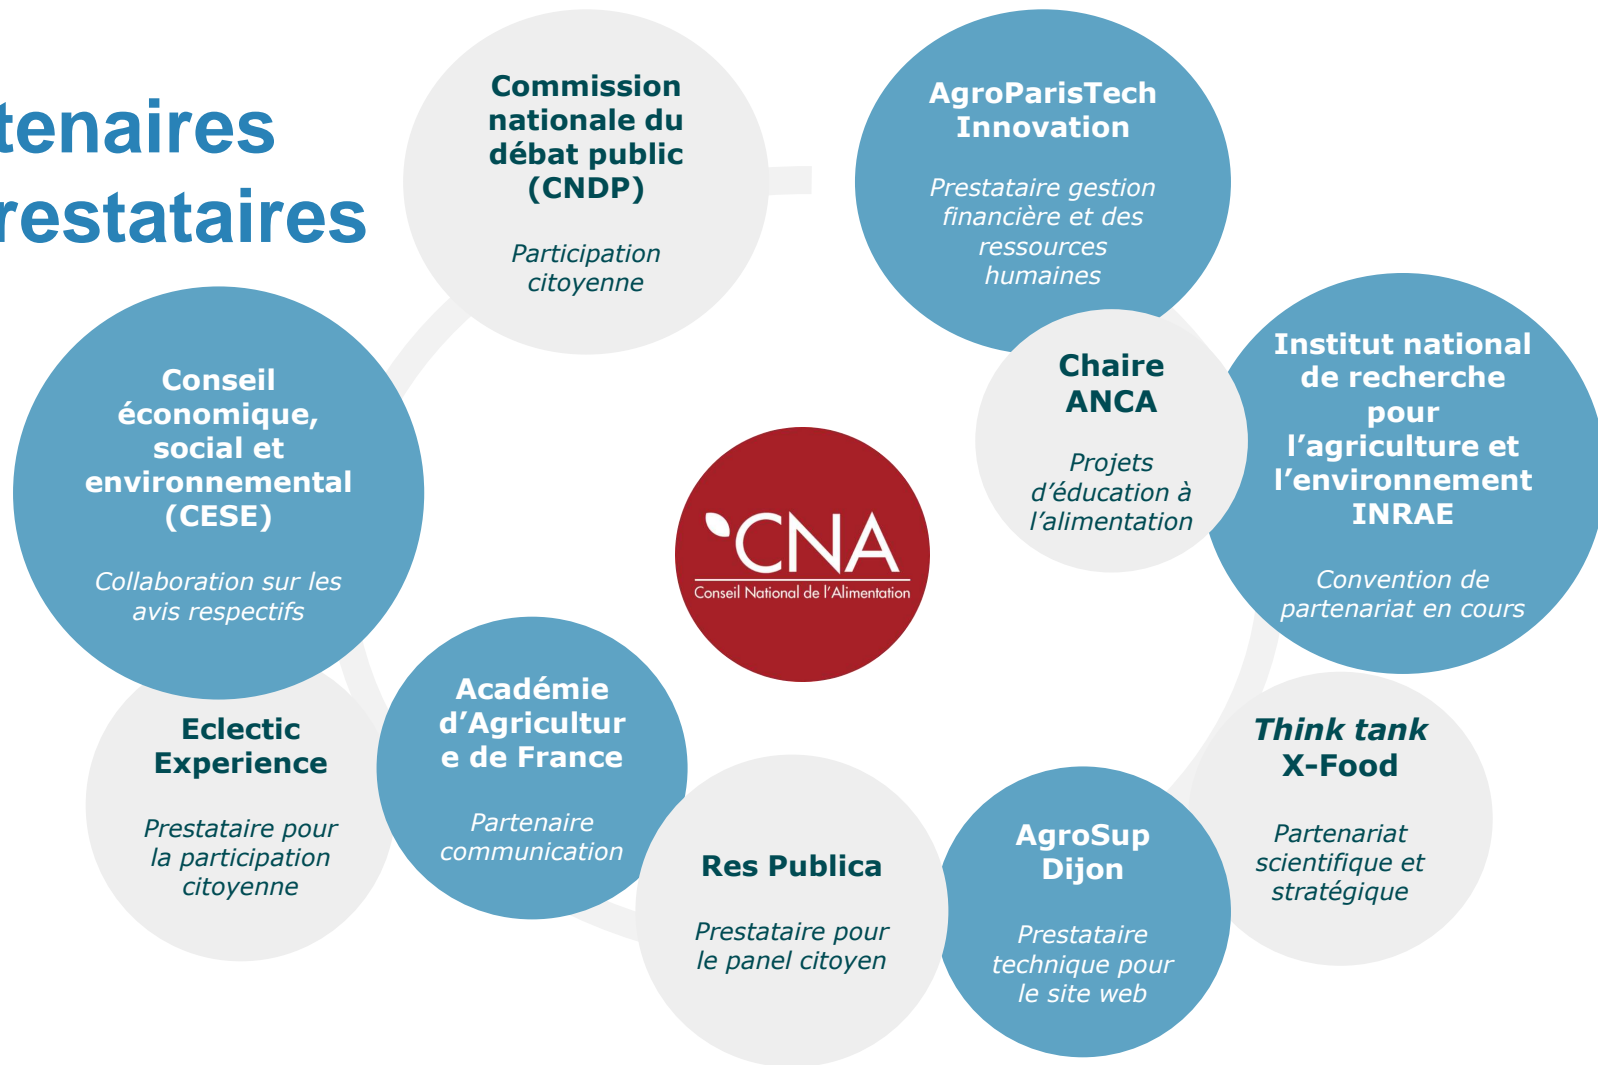 tenaires
restataires
Commission
nationale du
débat public
(CNDP)
Participation
citoyenne
AgroParisTech
Innovation
Prestataire gestion
financière et des
ressources
humaines
Conseil
économique,
social et
environnemental
(CESE)
Collaboration sur les
avis respectifs
Chaire
ANCA
Projets
d’éducation à
l’alimentation
Institut national
de recherche
pour
l’agriculture et
l’environnement
INRAE
Convention de
partenariat en cours
CNA
Conseil National de l’Alimentation
Eclectic
Experience
Prestataire pour
la participation
citoyenne
Académie
d’Agricultur
e de France
Partenaire
communication
Res Publica
Prestataire pour
le panel citoyen
AgroSup
Dijon
Prestataire
technique pour
le site web
Think tank
X-Food
Partenariat
scientifique et
stratégique